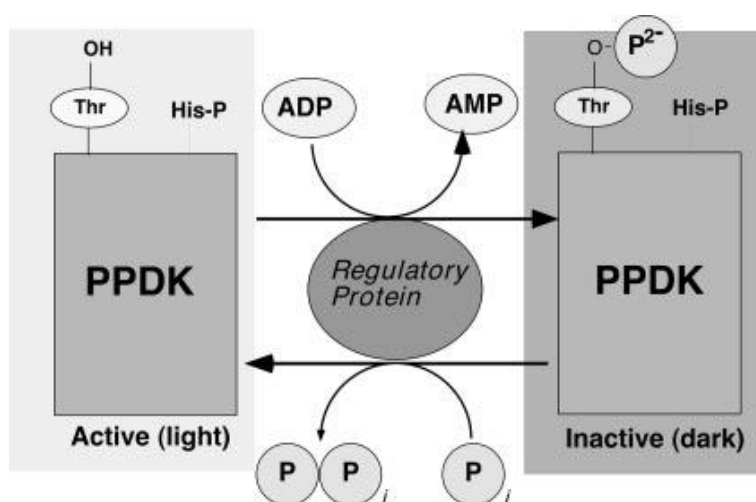 OH
Thr
His-P
PPDK
Active (light)
ADP
AMP
Regulatory
Protein
P P i
P i
O- P2-
Thr
His-P
PPDK
Inactive (dark)